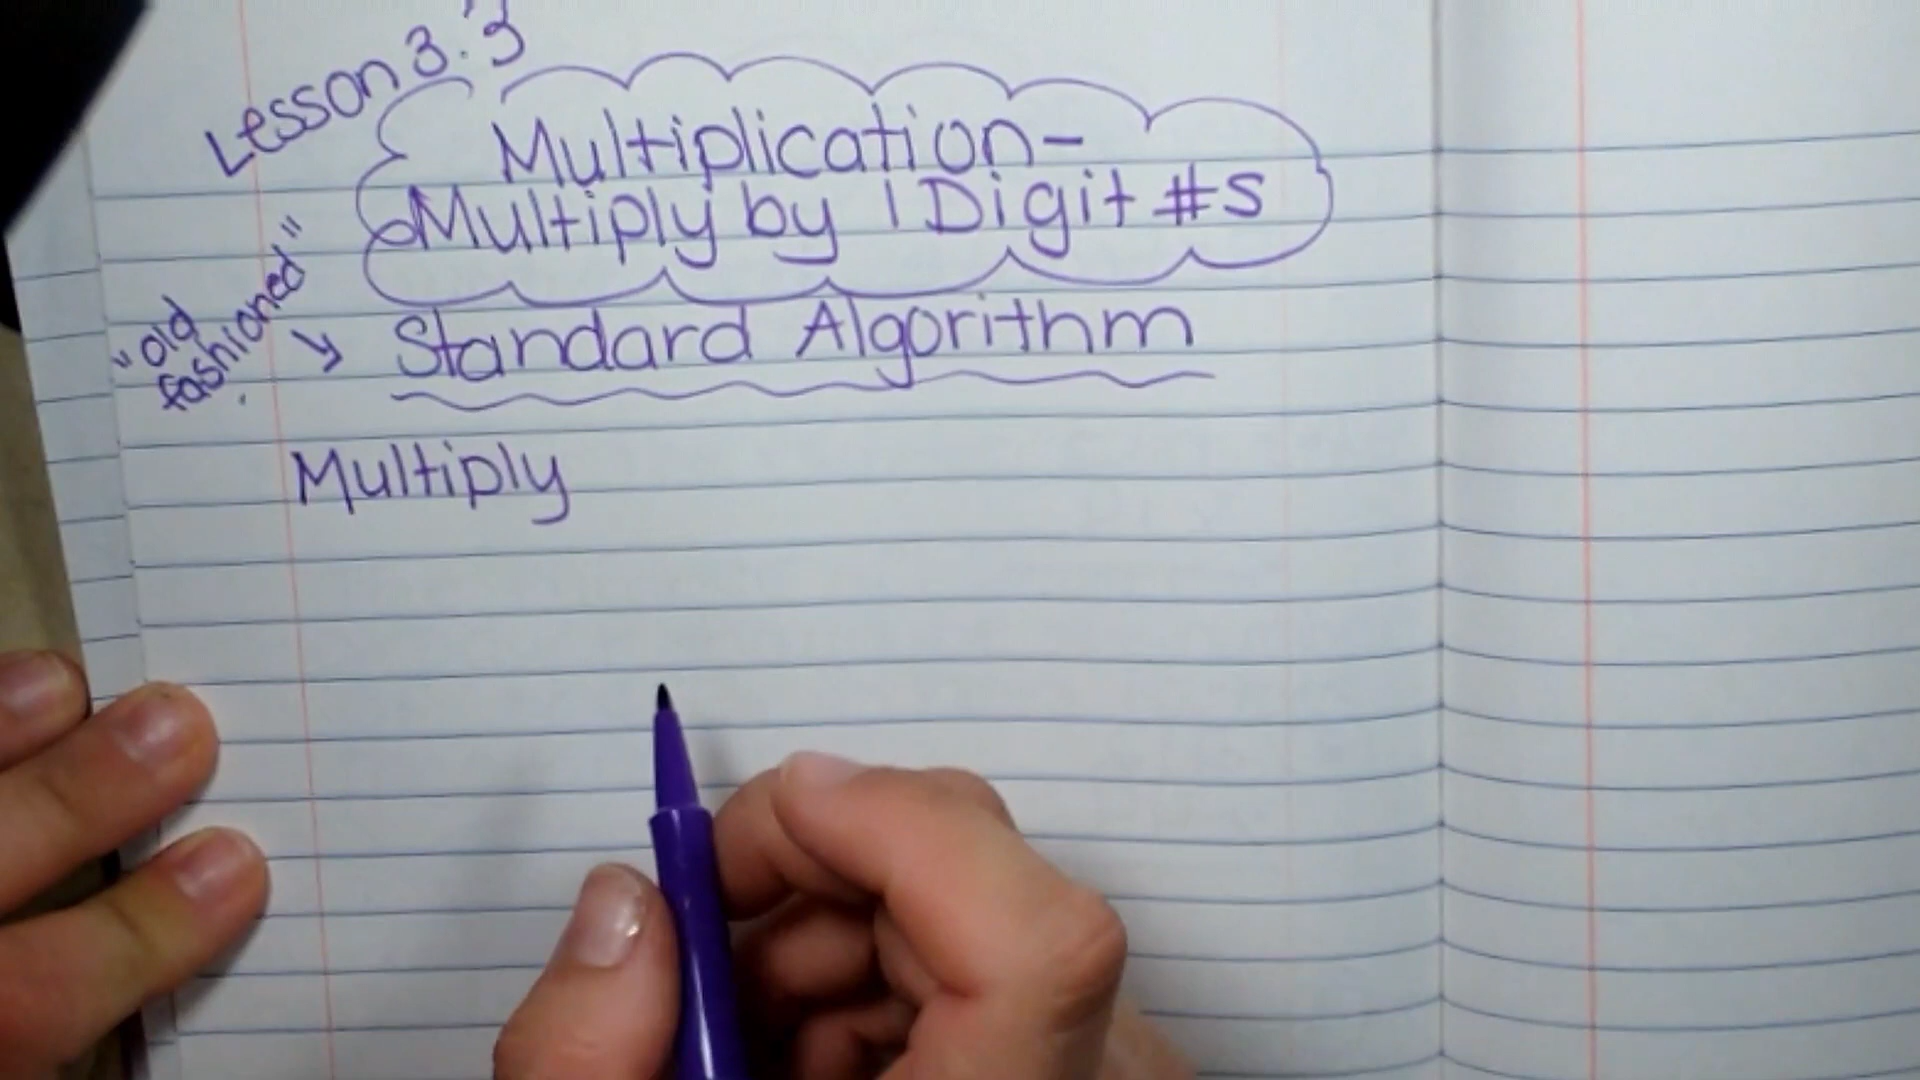 Lesson 3.3
Multiplication-
Multiply by 1 Digit #s
"old
fashioned"
→ Standard Algorithm
Multiply